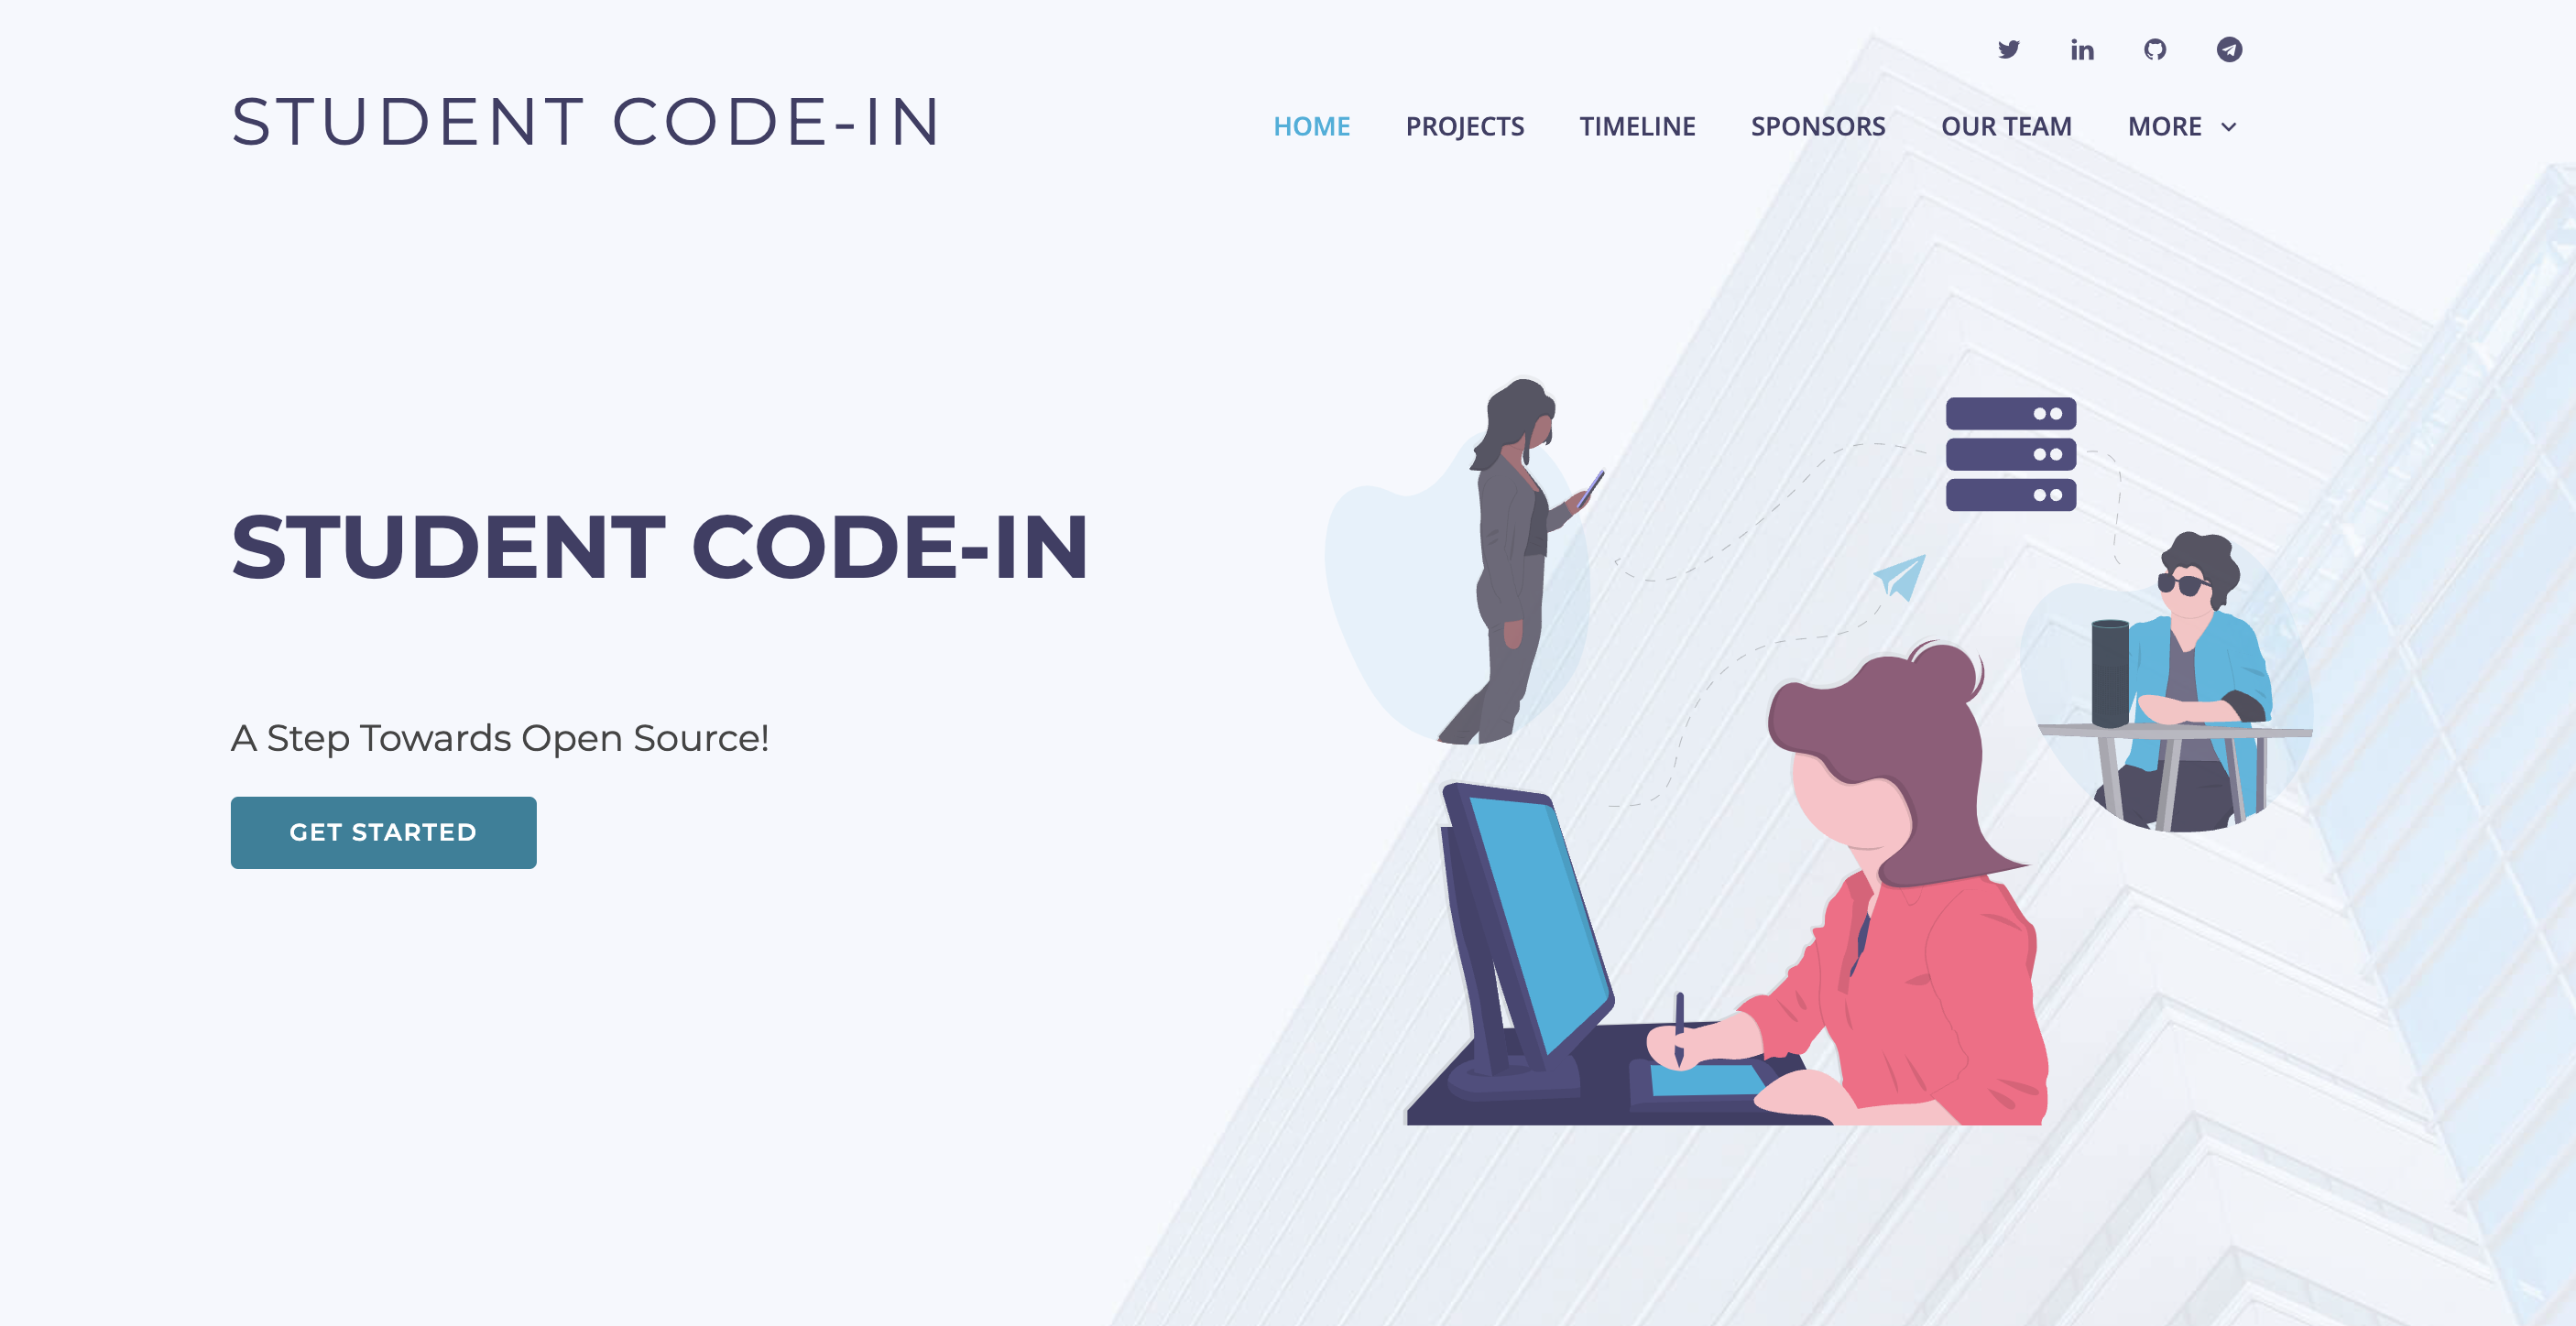 STUDENT CODE-IN
HOME PROJECTS TIMELINE SPONSORS OUR TEAM MORE
STUDENT CODE-IN
A Step Towards Open Source!
GET STARTED